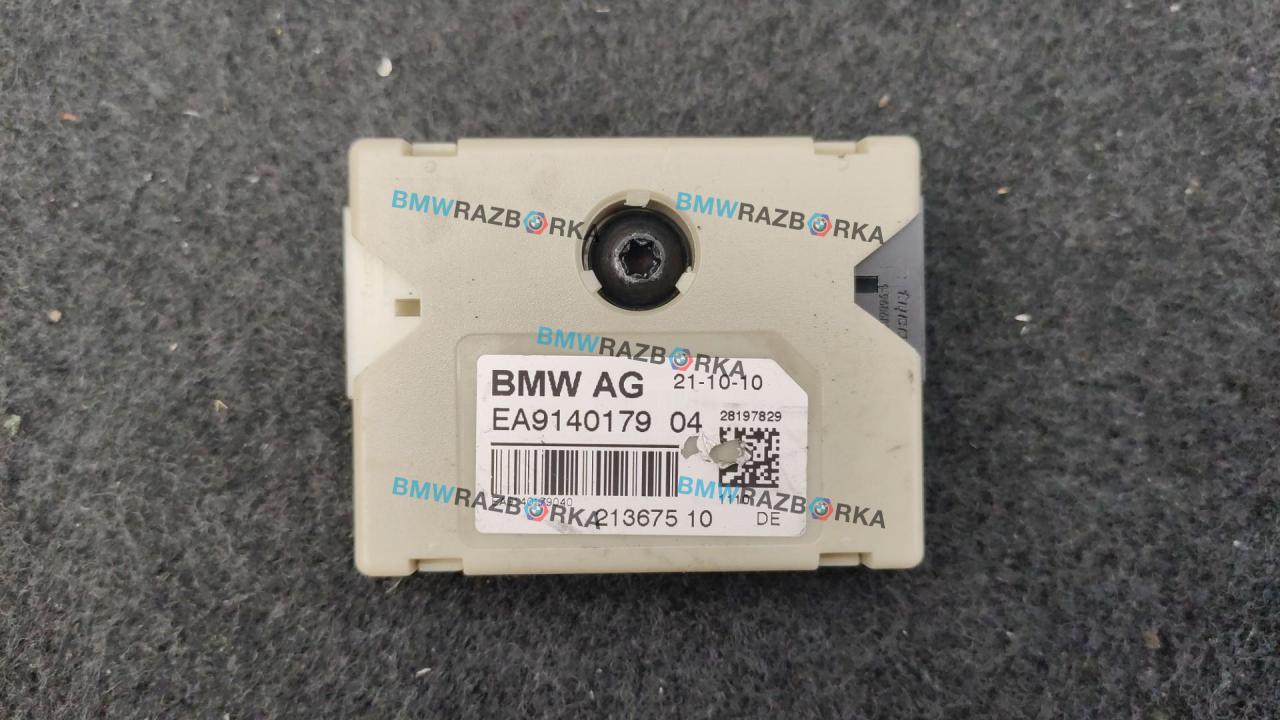 BMWRAZBORKA
BMWRAZBORKA
BMWRAZBORKA
BMW AG 21-10-10
EA9140179 04
28197829
BMWRAZBORKA
BMWRAZBORKA
213675 10
DE